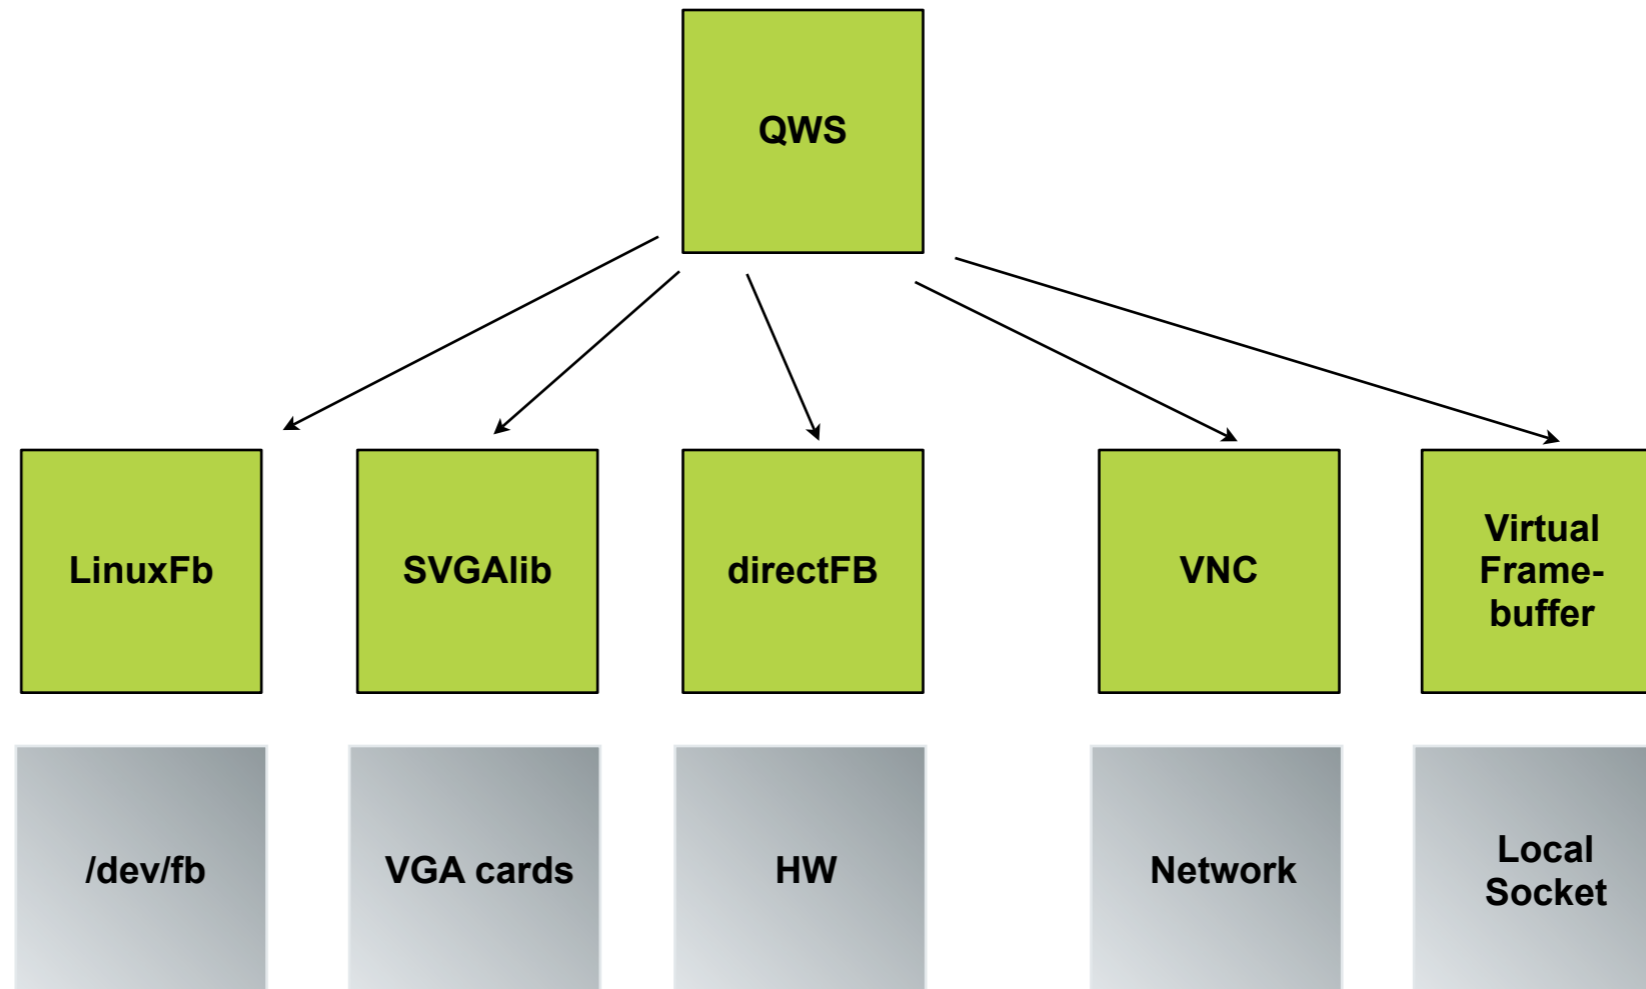 QWS
LinuxFb
SVGAlib
directFB
VNC
Virtual
Frame-
buffer
/dev/fb
VGA cards
HW
Network
Local
Socket